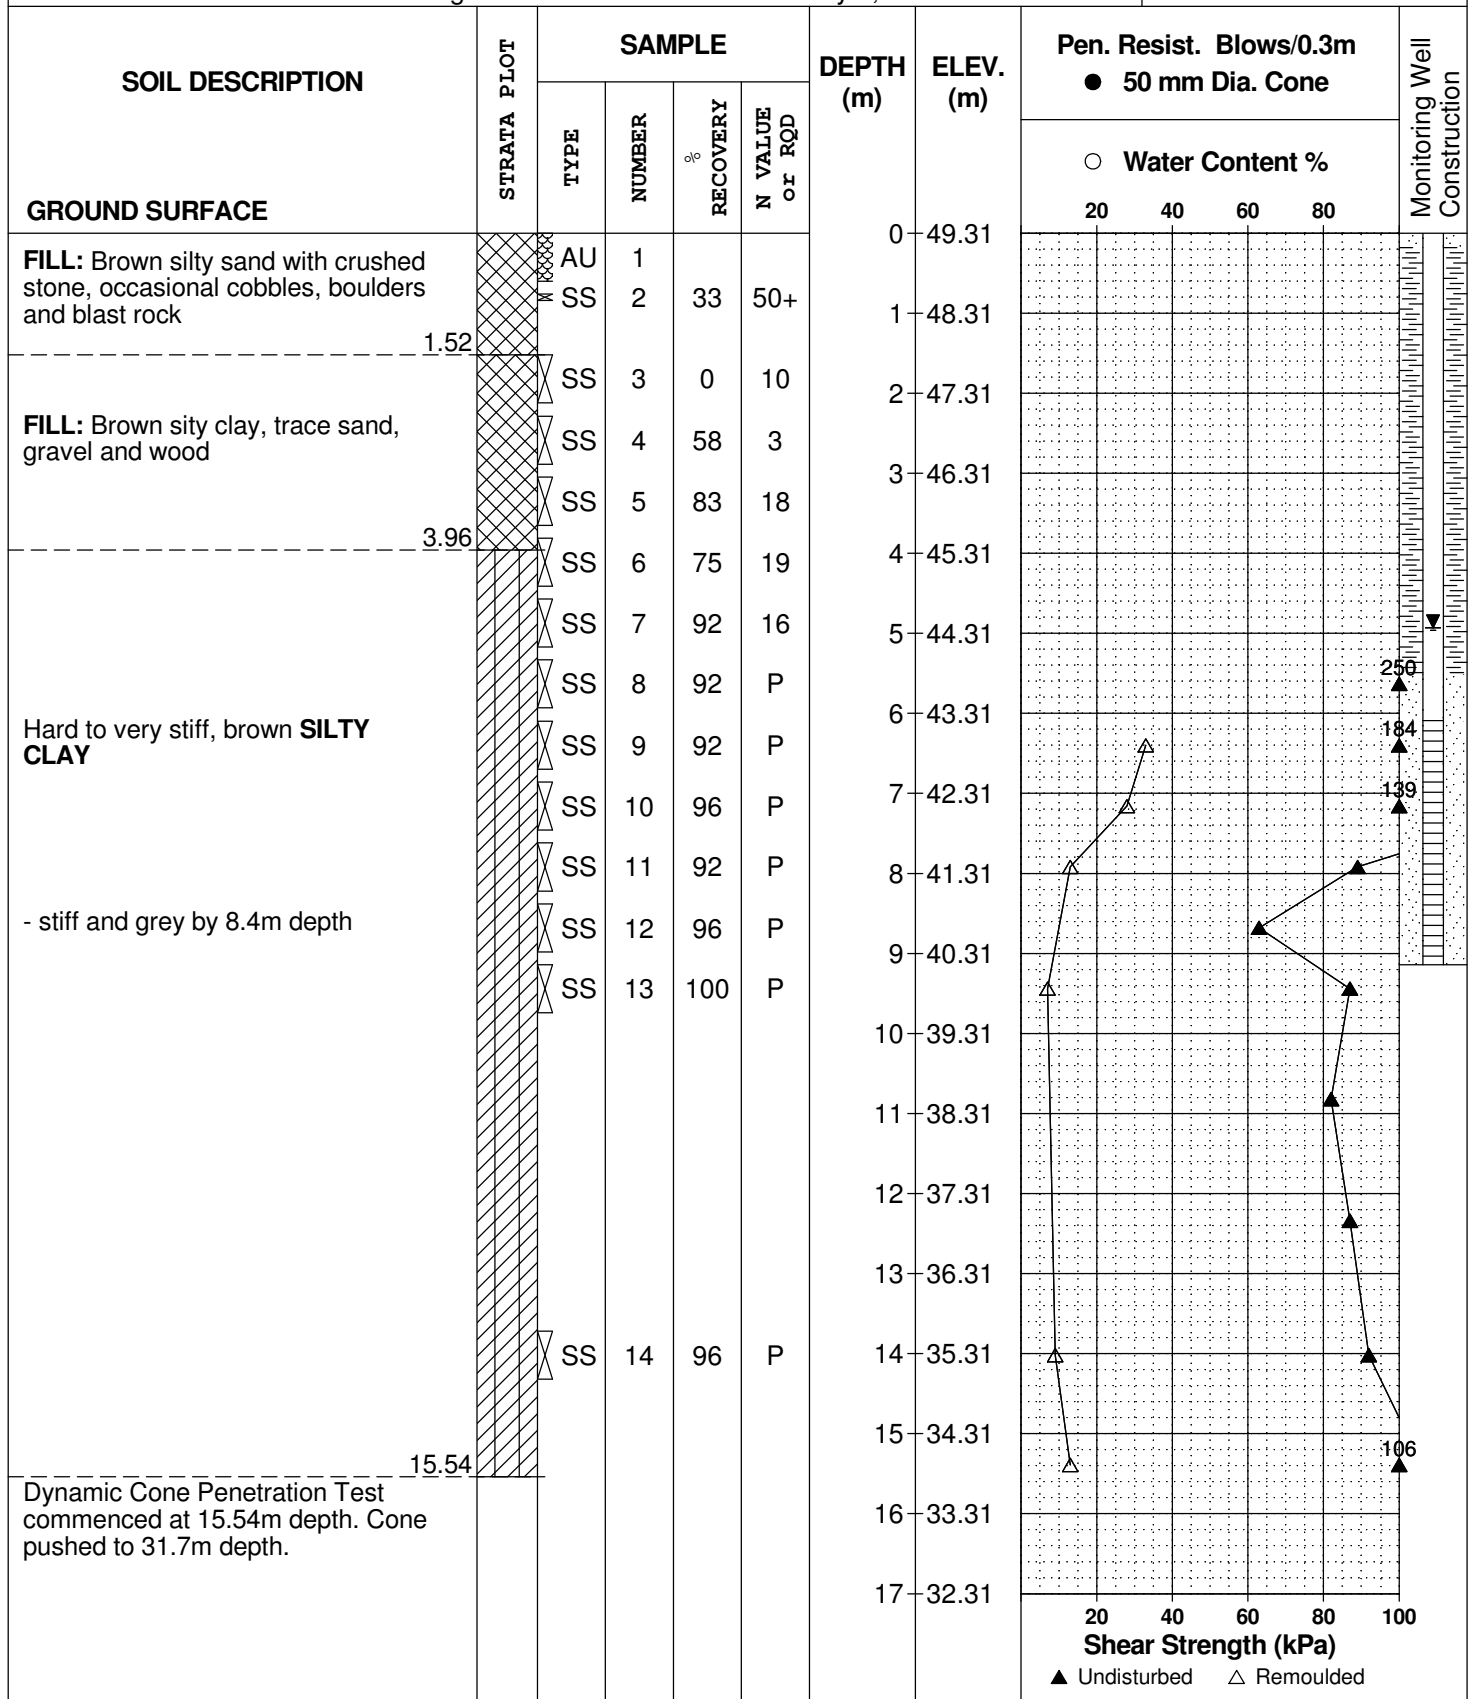 SOIL DESCRIPTION
GROUND SURFACE
STRATA PLOT
SAMPLE
TYPE
NUMBER
% RECOVERY
N VALUE or RQD
DEPTH (m)
ELEV. (m)
Pen. Resist. Blows/0.3m
● 50 mm Dia. Cone
○ Water Content %
20 40 60 80
Monitoring Well
Construction
0 49.31
FILL: Brown silty sand with crushed
stone, occasional cobbles, boulders
and blast rock
1.52
AU 1
SS 2 33 50+
1 48.31
SS 3 0 10
2 47.31
FILL: Brown sity clay, trace sand,
gravel and wood
3.96
SS 4 58 3
3 46.31
SS 5 83 18
SS 6 75 19
4 45.31
SS 7 92 16
5 44.31
250
SS 8 92 P
6 43.31
184
Hard to very stiff, brown SILTY
CLAY
SS 9 92 P
139
7 42.31
SS 10 96 P
SS 11 92 P
8 41.31
- stiff and grey by 8.4m depth
SS 12 96 P
9 40.31
SS 13 100 P
10 39.31
11 38.31
12 37.31
13 36.31
14 35.31
SS 14 96 P
15 34.31
106
15.54
Dynamic Cone Penetration Test
commenced at 15.54m depth. Cone
pushed to 31.7m depth.
16 33.31
17 32.31
20 40 60 80 100
Shear Strength (kPa)
▲ Undisturbed △ Remoulded